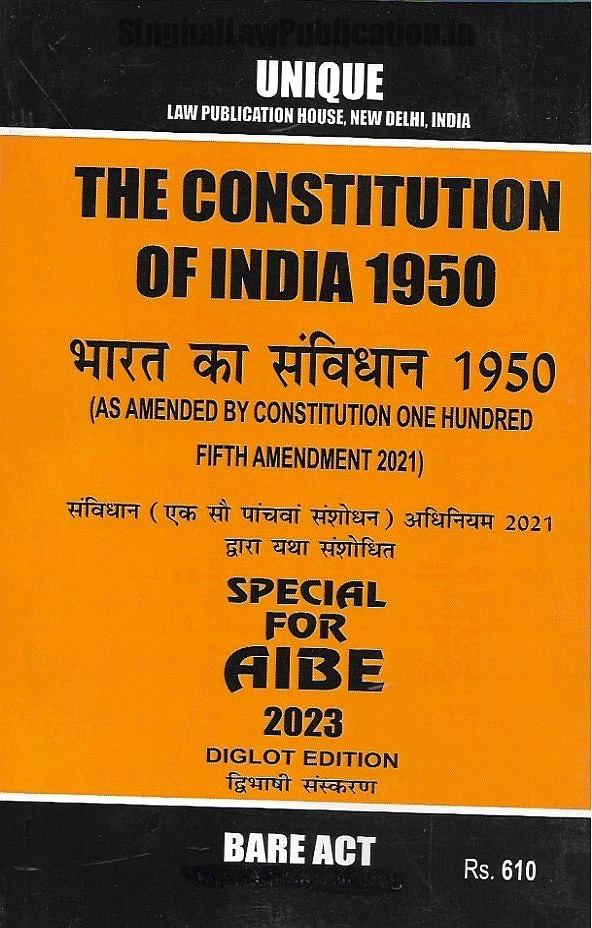 SinghalLawPublication.in
UNIQUE
LAW PUBLICATION HOUSE, NEW DELHI, INDIA
THE CONSTITUTION
OF INDIA 1950
भारत का संविधान 1950
(AS AMENDED BY CONSTITUTION ONE HUNDRED
FIFTH AMENDMENT 2021)
संविधान ( एक सौ पांचवां संशोधन ) अधिनियम 2021
द्वारा यथा संशोधित
SPECIAL
FOR
AIBE
2023
DIGLOT EDITION
द्विभाषी संस्करण
BARE ACT
Rs. 610